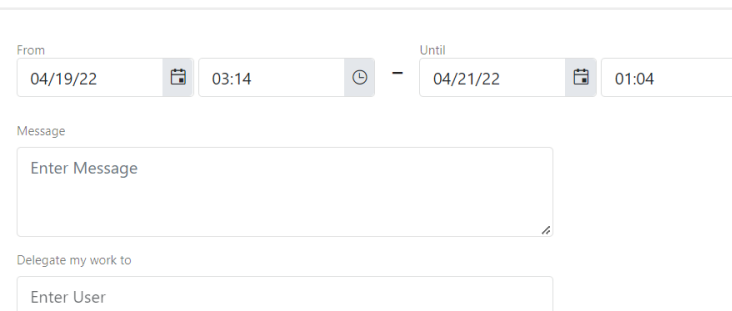 From Until
04/19/22 03:14 – 04/21/22 01:04
Message
Enter Message
Delegate my work to
Enter User